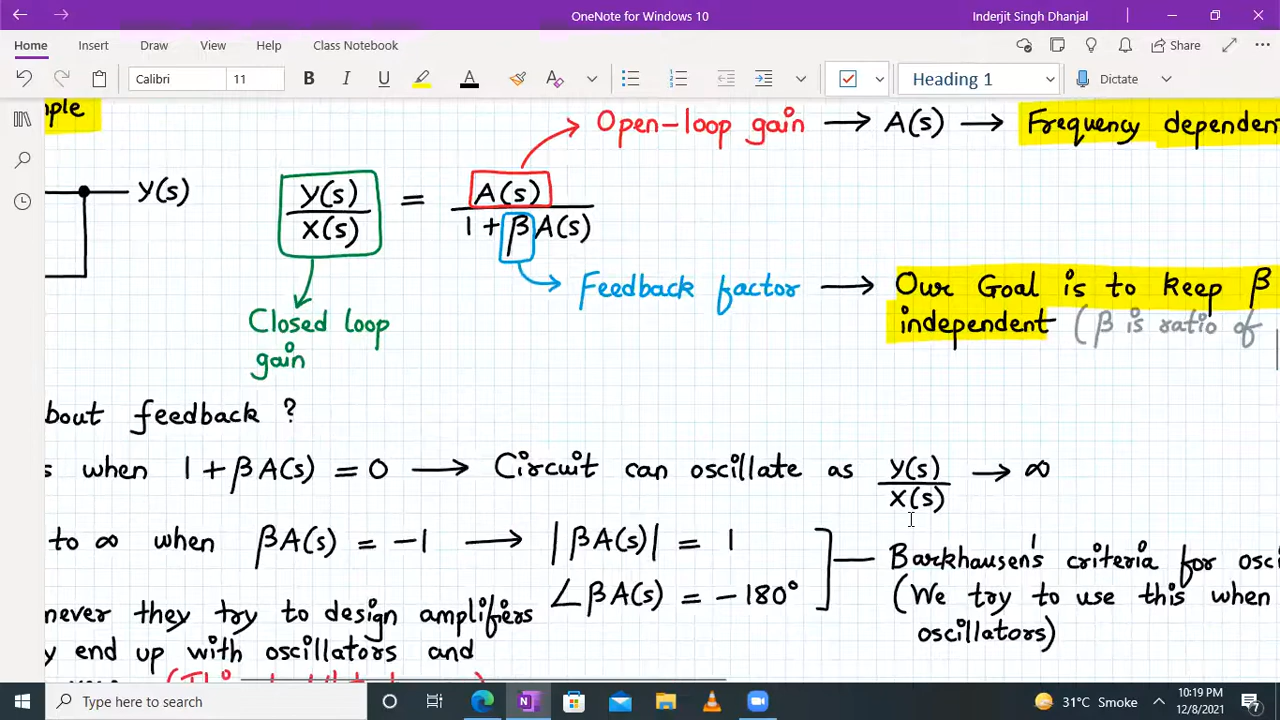 OneNote for Windows 10
Inderjit Singh Dhanjal
Home Insert Draw View Help Class Notebook
Share
Calibri 11 B I U A Heading 1 Dictate
Open-loop gain → A(s) → Frequency dependen
Y(s)
Y(s)/X(s) = A(s)/(1+βA(s))
Feedback factor → Our Goal is to keep β
independent (β is ratio of
Closed loop
gain
bout feedback ?
s when 1+βA(s) = 0 → Circuit can oscillate as Y(s)/X(s) → ∞
to ∞ when βA(s) = -1 → |βA(s)| = 1
∠βA(s) = -180°
Barkhausen's criteria for osc
(We try to use this when
oscillators)
never they try to design amplifiers
y end up with oscillators and
Type here to search
31°C Smoke
10:19 PM
12/8/2021